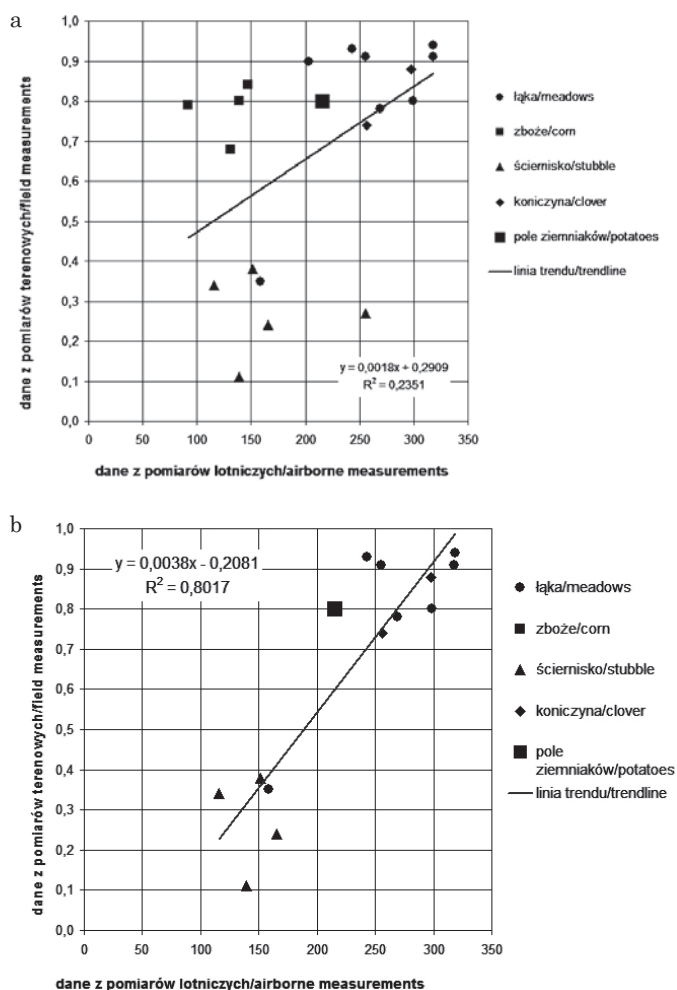 a
dane z pomiarów terenowych/field measurements
1,0
0,9
0,8
0,7
0,6
0,5
0,4
0,3
0,2
0,1
0,0
y = 0,0018x + 0,2909
R² = 0,2351
0 50 100 150 200 250 300 350
dane z pomiarów lotniczych/airborne measurements
łąka/meadows
zboże/corn
ściernisko/stubble
koniczyna/clover
pole ziemniaków/potatoes
linia trendu/trendline
b
dane z pomiarów terenowych/field measurements
1,0
0,9
0,8
0,7
0,6
0,5
0,4
0,3
0,2
0,1
0,0
y = 0,0038x - 0,2081
R² = 0,8017
0 50 100 150 200 250 300 350
dane z pomiarów lotniczych/airborne measurements
łąka/meadows
zboże/corn
ściernisko/stubble
koniczyna/clover
pole
ziemniaków/potatoes
linia trendu/trendline